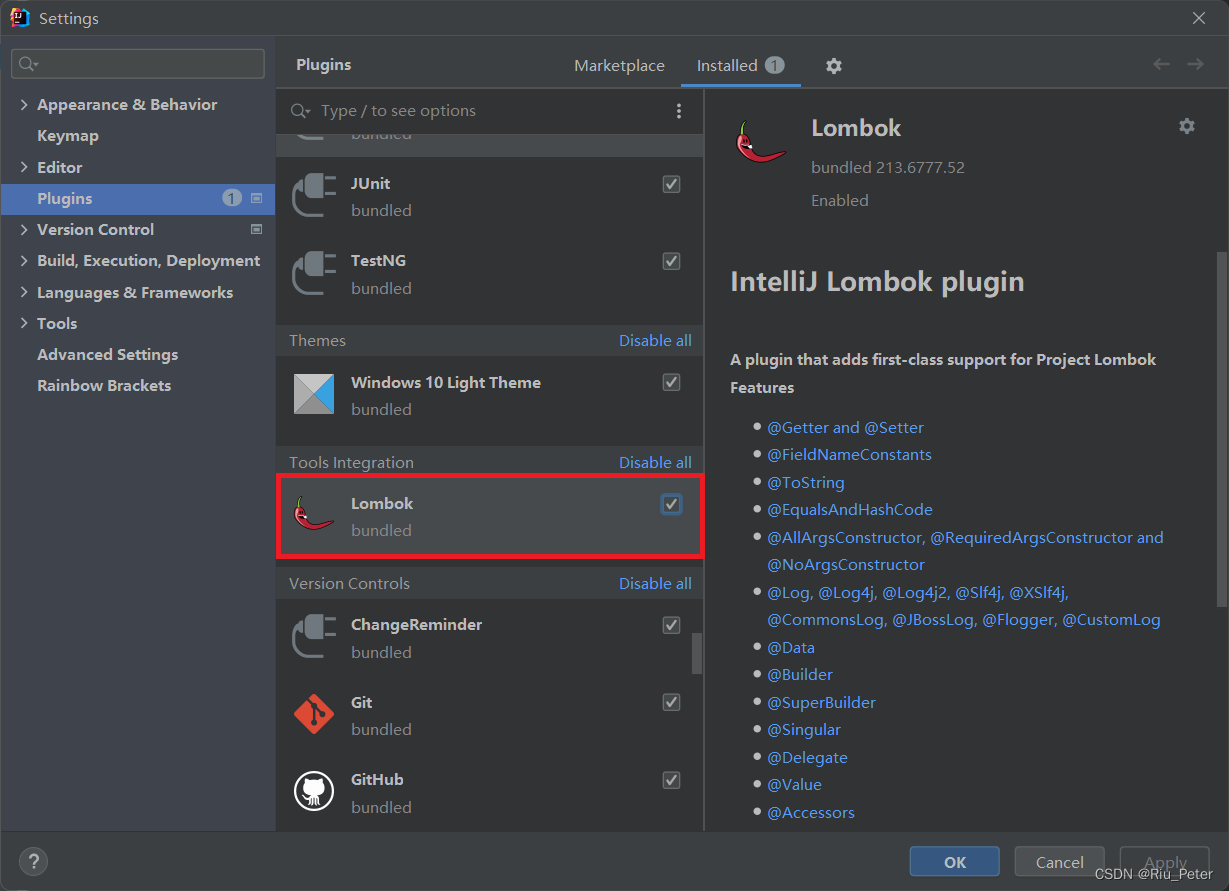 Settings
Appearance & Behavior
Keymap
Editor
Plugins 1
Version Control
Build, Execution, Deployment
Languages & Frameworks
Tools
Advanced Settings
Rainbow Brackets
Plugins
Marketplace
Installed 1
Type / to see options
bundled
JUnit
bundled
TestNG
bundled
Themes Disable all
Windows 10 Light Theme
bundled
Tools Integration Disable all
Lombok
bundled
Version Controls Disable all
ChangeReminder
bundled
Git
bundled
GitHub
bundled
Lombok
bundled 213.6777.52
Enabled
IntelliJ Lombok plugin
A plugin that adds first-class support for Project Lombok
Features
@Getter and @Setter
@FieldNameConstants
@ToString
@EqualsAndHashCode
@AllArgsConstructor, @RequiredArgsConstructor and
@NoArgsConstructor
@Log, @Log4j, @Log4j2, @Slf4j, @XSlf4j,
@CommonsLog, @JBossLog, @Flogger, @CustomLog
@Data
@Builder
@SuperBuilder
@Singular
@Delegate
@Value
@Accessors
?
OK
Cancel
Apply
CSDN @Riu_Peter